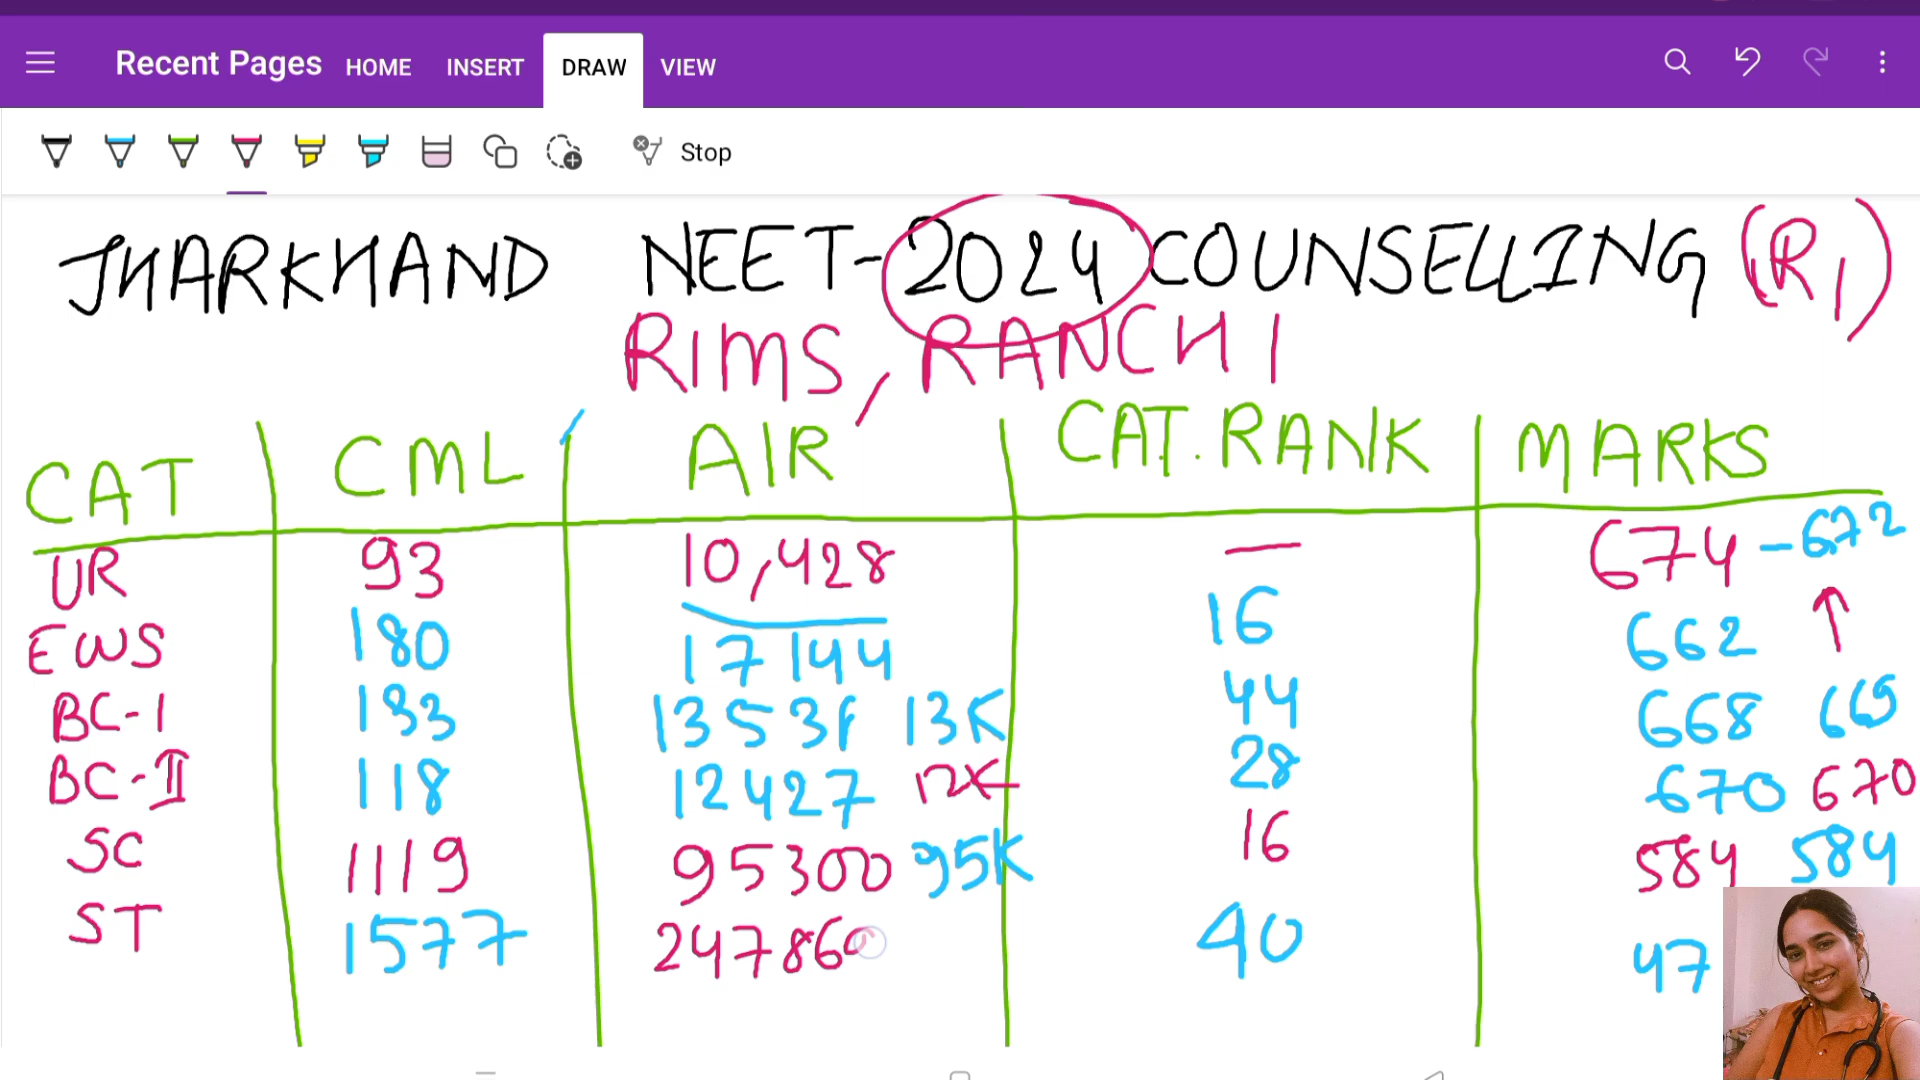 Recent Pages HOME INSERT DRAW VIEW
Stop
JHARKHAND NEET-2024 COUNSELLING (R1)
RIMS, RANCHI
CAT CML AIR CAT.RANK MARKS
UR 93 10,428 — 674 - 672
EWS 180 17144 16 662
BC-I 133 13531 13K 44 668 669
BC-II 118 12427 12K 28 670 670
SC 1119 95300 95K 16 584 584
ST 1577 247860 40 47